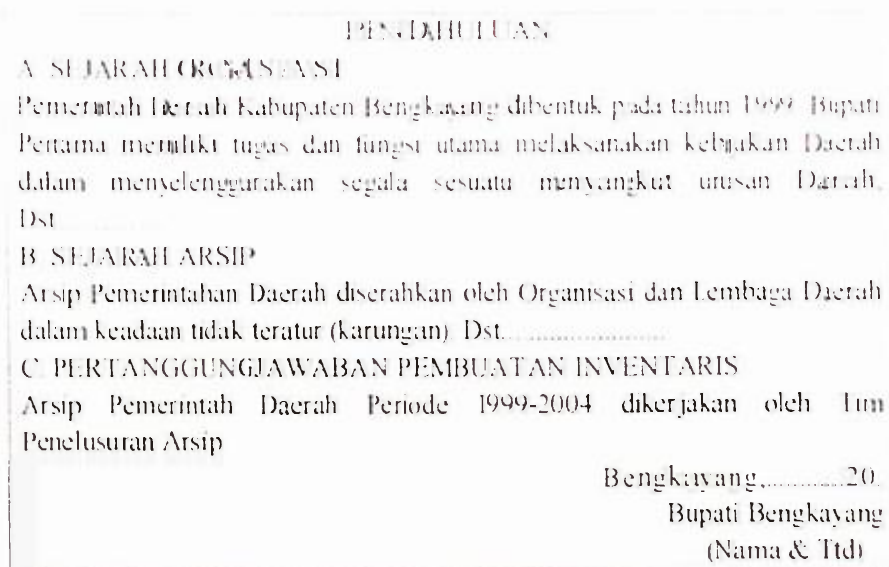 PENDAHULUAN
A. SEJARAH ORGANISASI
Pemerintah Daerah Kabupaten Bengkayang dibentuk pada tahun 1999. Bupati
Pertama memiliki tugas dan fungsi utama melaksanakan kebijakan Daerah
dalam menyelenggarakan segala sesuatu menyangkut urusan Daerah,
Dst
B. SEJARAH ARSIP
Arsip Pemerintahan Daerah diserahkan oleh Organisasi dan Lembaga Daerah
dalam keadaan tidak teratur (karungan). Dst......................
C. PERTANGGUNGJAWABAN PEMBUATAN INVENTARIS
Arsip Pemerintah Daerah Periode 1999-2004 dikerjakan oleh Tim
Penelusuran Arsip
Bengkayang,............20.
Bupati Bengkayang
(Nama & Ttd)